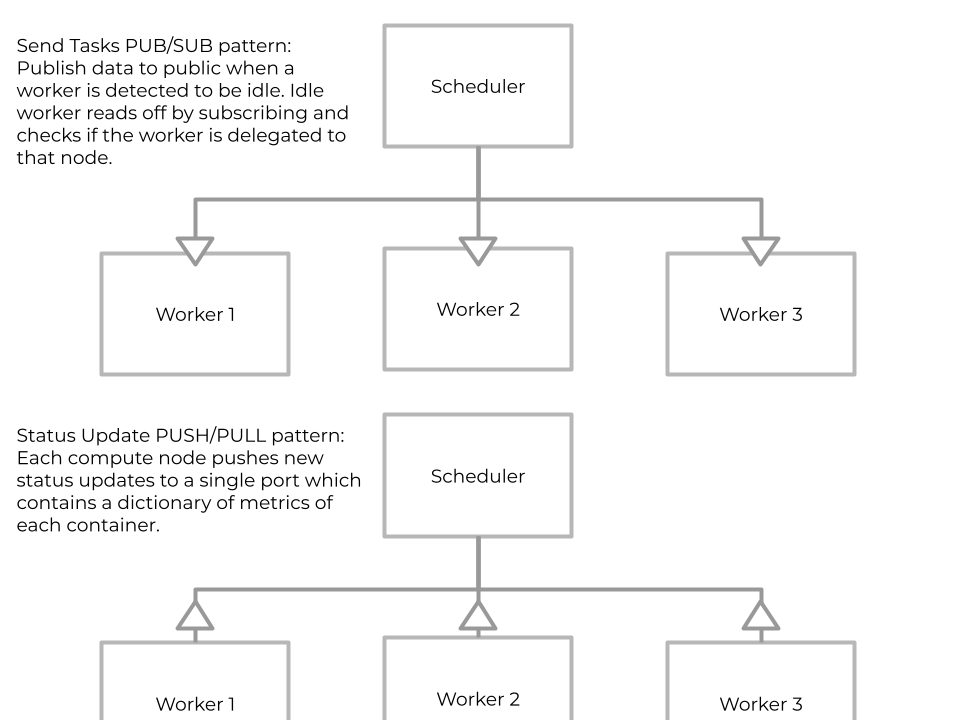 Send Tasks PUB/SUB pattern:
Publish data to public when a
worker is detected to be idle. Idle
worker reads off by subscribing and
checks if the worker is delegated to
that node.
Scheduler
Worker 1
Worker 2
Worker 3
Status Update PUSH/PULL pattern:
Each compute node pushes new
status updates to a single port which
contains a dictionary of metrics of
each container.
Scheduler
Worker 1
Worker 2
Worker 3